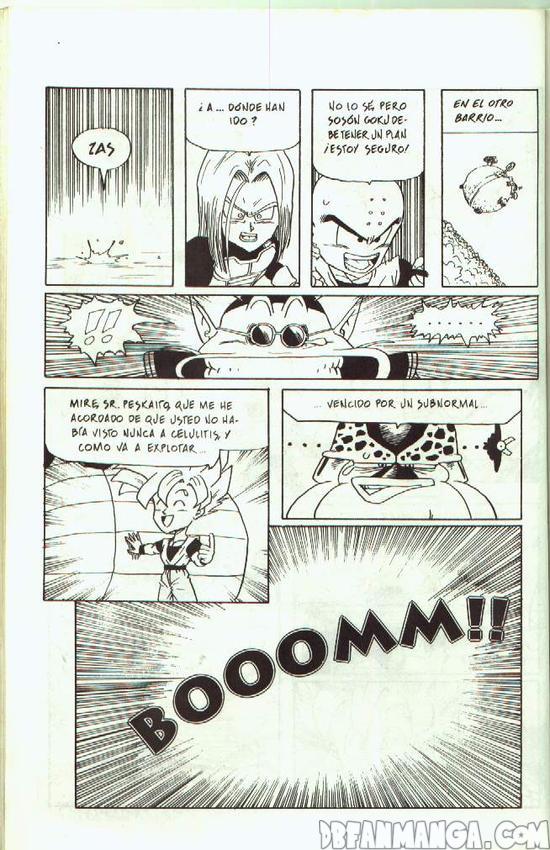 ZAS
¿A... DÓNDE HAN
IDO?
NO LO SÉ, PERO
SOSÓN GOKU DE-
BE TENER UN PLAN
¡ESTOY SEGURO!
EN EL OTRO
BARRIO...
!!
.......
MIRE, SR. PESKAITO, QUE ME HE
ACORDADO DE QUE USTED NO HA-
BÍA VISTO NUNCA A CELULITIS, Y
COMO VA A EXPLOTAR...
... VENCIDO POR UN SUBNORMAL...
BOOOMM!!
DBFANMANGA.COM